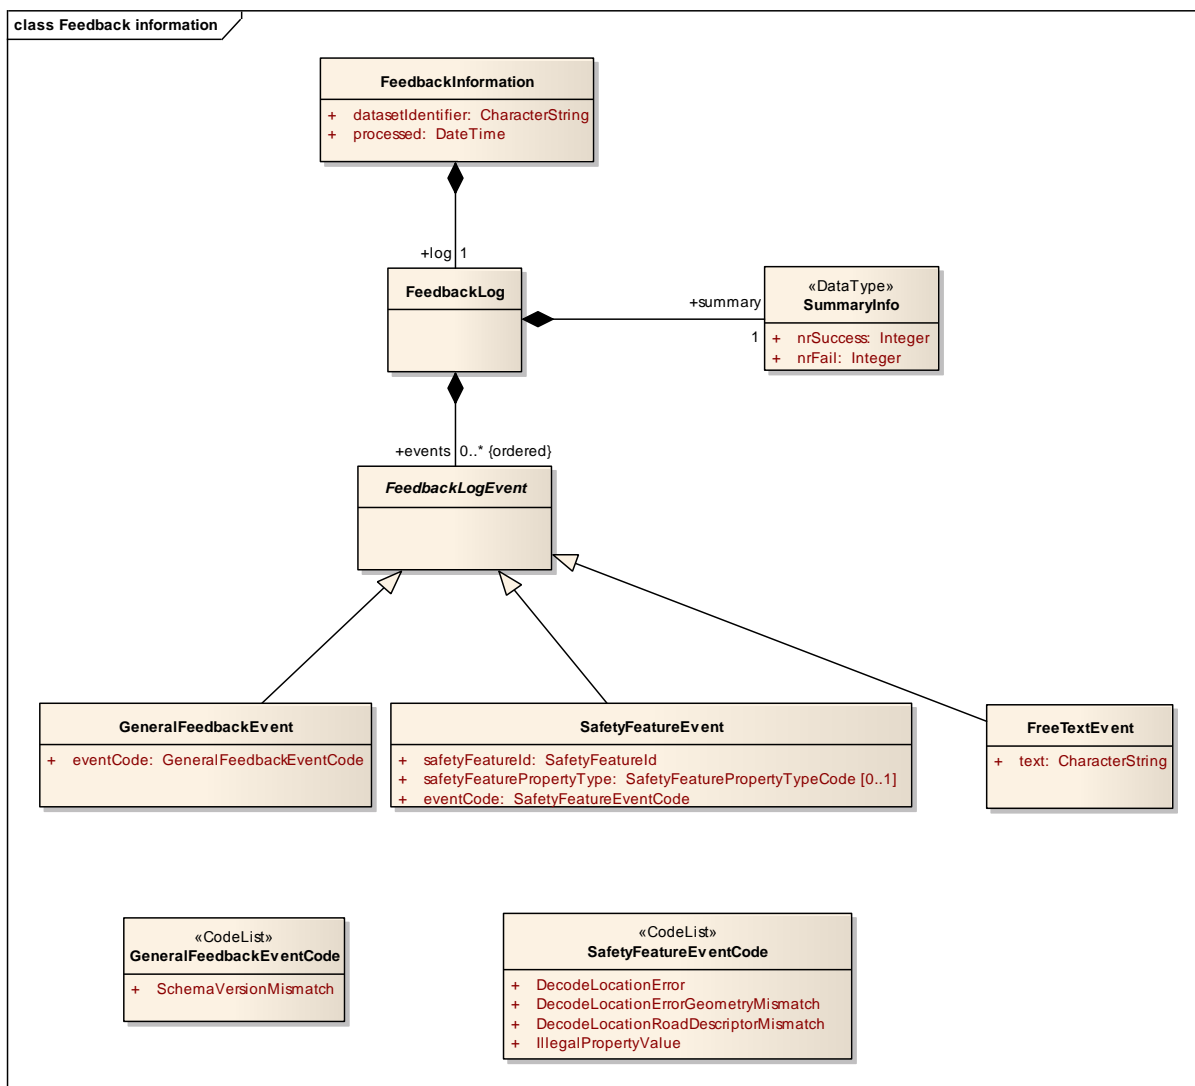 class Feedback information
FeedbackInformation
+ datasetIdentifier: CharacterString
+ processed: DateTime
+log 1
FeedbackLog
+summary
1
«DataType»
SummaryInfo
+ nrSuccess: Integer
+ nrFail: Integer
+events 0..* {ordered}
FeedbackLogEvent
GeneralFeedbackEvent
+ eventCode: GeneralFeedbackEventCode
SafetyFeatureEvent
+ safetyFeatureId: SafetyFeatureId
+ safetyFeaturePropertyType: SafetyFeaturePropertyTypeCode [0..1]
+ eventCode: SafetyFeatureEventCode
FreeTextEvent
+ text: CharacterString
«CodeList»
GeneralFeedbackEventCode
+ SchemaVersionMismatch
«CodeList»
SafetyFeatureEventCode
+ DecodeLocationError
+ DecodeLocationErrorGeometryMismatch
+ DecodeLocationRoadDescriptorMismatch
+ IllegalPropertyValue